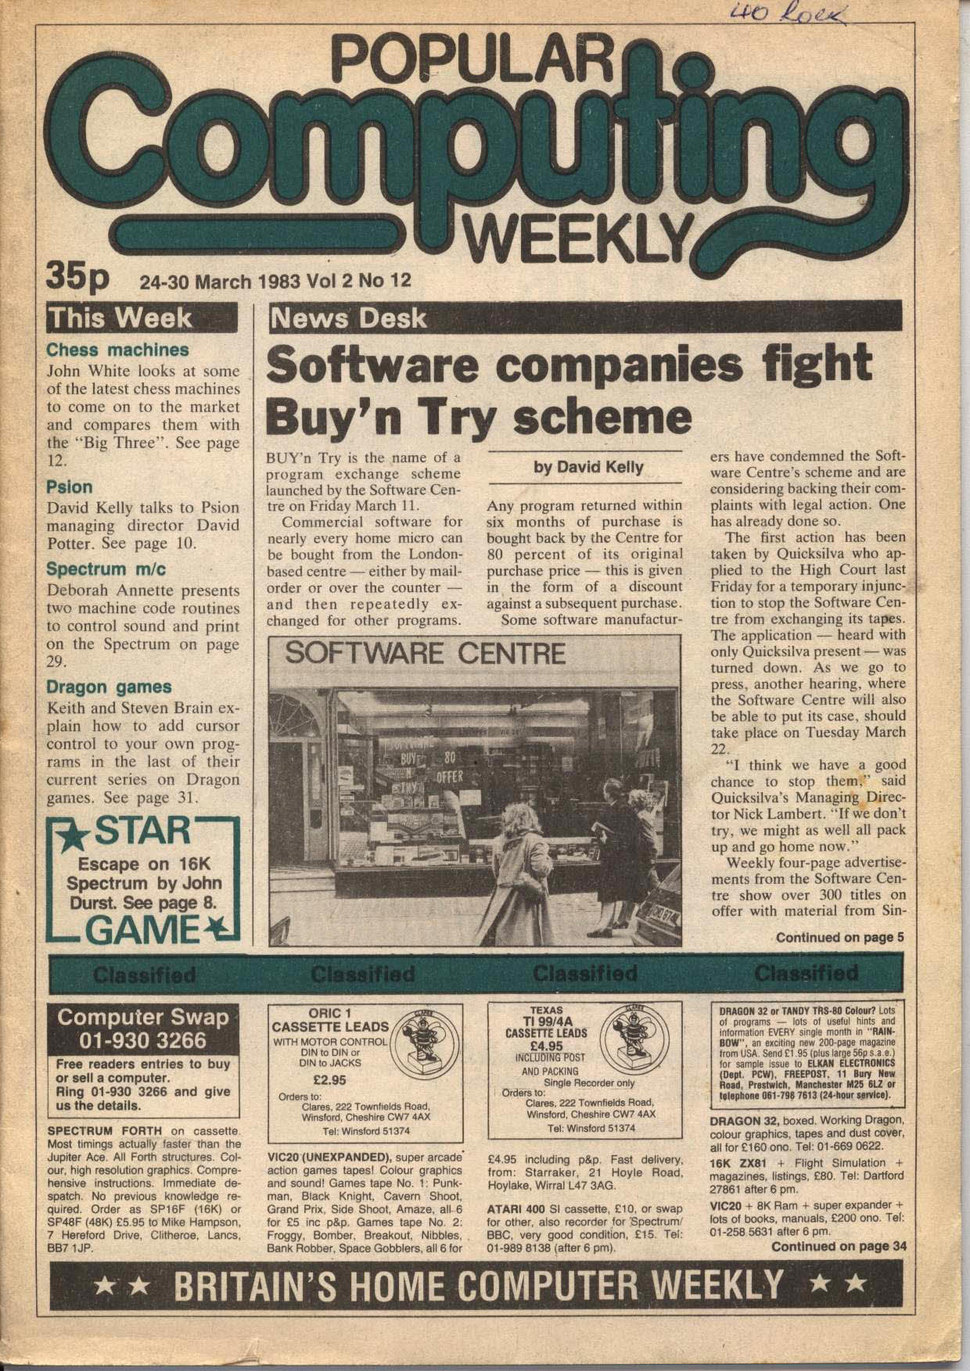 40 Rock
POPULAR
Computing
WEEKLY
35p 24-30 March 1983 Vol 2 No 12
This Week
Chess machines
John White looks at some
of the latest chess machines
to come on to the market
and compares them with
the “Big Three”. See page
12.
Psion
David Kelly talks to Psion
managing director David
Potter. See page 10.
Spectrum m/c
Deborah Annette presents
two machine code routines
to control sound and print
on the Spectrum on page
29.
Dragon games
Keith and Steven Brain ex-
plain how to add cursor
control to your own prog-
rams in the last of their
current series on Dragon
games. See page 31.
STAR
Escape on 16K
Spectrum by John
Durst. See page 8.
GAME
News Desk
Software companies fight
Buy’n Try scheme
BUY’n Try is the name of a
program exchange scheme
launched by the Software Cen-
tre on Friday March 11.
Commercial software for
nearly every home micro can
be bought from the London-
based centre — either by mail-
order or over the counter —
and then repeatedly ex-
changed for other programs.
by David Kelly
Any program returned within
six months of purchase is
bought back by the Centre for
80 percent of its original
purchase price — this is given
in the form of a discount
against a subsequent purchase.
Some software manufactur-
ers have condemned the Soft-
ware Centre’s scheme and are
considering backing their com-
plaints with legal action. One
has already done so.
The first action has been
taken by Quicksilva who ap-
plied to the High Court last
Friday for a temporary injunc-
tion to stop the Software Cen-
tre from exchanging its tapes.
The application — heard with
only Quicksilva present — was
turned down. As we go to
press, another hearing, where
the Software Centre will also
be able to put its case, should
take place on Tuesday March
22.
“I think we have a good
chance to stop them,” said
Quicksilva’s Managing Direc-
tor Nick Lambert. “If we don’t
try, we might as well all pack
up and go home now.”
Weekly four-page advertise-
ments from the Software Cen-
tre show over 300 titles on
offer with material from Sin-
Continued on page 5
SOFTWARE CENTRE
BUY
80
OFFER
TRY
Classified Classified Classified Classified
Computer Swap
01-930 3266
Free readers entries to buy
or sell a computer.
Ring 01-930 3266 and give
us the details.
SPECTRUM FORTH on cassette.
Most timings actually faster than the
Jupiter Ace. All Forth structures. Col-
our, high resolution graphics. Compre-
hensive instructions. Immediate de-
spatch. No previous knowledge re-
quired. Order as SP16F (16K) or
SP48F (48K) £5.95 to Mike Hampson,
7 Hereford Drive, Clitheroe, Lancs,
BB7 1JP.
ORIC 1
CASSETTE LEADS
WITH MOTOR CONTROL
DIN to DIN or
DIN to JACKS
£2.95
Orders to:
Clares, 222 Townfields Road,
Winsford, Cheshire CW7 4AX
Tel: Winsford 51374
CLARES
VIC20 (UNEXPANDED), super arcade
action games tapes! Colour graphics
and sound! Games tape No. 1: Punk-
man, Black Knight, Cavern Shoot,
Grand Prix, Side Shoot, Amaze, all 6
for £5 inc p&p. Games tape No. 2:
Froggy, Bomber, Breakout, Nibbles,
Bank Robber, Space Gobblers, all 6 for
TEXAS
TI 99/4A
CASSETTE LEADS
£4.95
INCLUDING POST
AND PACKING
Single Recorder only
Orders to:
Clares, 222 Townfields Road,
Winsford, Cheshire CW7 4AX
Tel: Winsford 51374
CLARES
£4.95 including p&p. Fast delivery,
from: Starraker, 21 Hoyle Road,
Hoylake, Wirral L47 3AG.
ATARI 400 SI cassette, £10, or swap
for other, also recorder for Spectrum/
BBC, very good condition, £15. Tel:
01-989 8138 (after 6 pm).
DRAGON 32 or TANDY TRS-80 Colour? Lots
of programs — lots of useful hints and
information EVERY single month in “RAIN-
BOW”, an exciting new 200-page magazine
from USA. Send £1.95 (plus large 56p s.a.e.)
for sample issue to ELKAN ELECTRONICS
(Dept. PCW), FREEPOST, 11 Bury New
Road, Prestwich, Manchester M25 6LZ or
telephone 061-798 7613 (24-hour service).
DRAGON 32, boxed. Working Dragon,
colour graphics, tapes and dust cover,
all for £160 ono. Tel: 01-669 0622.
16K ZX81 + Flight Simulation +
magazines, listings, £80. Tel: Dartford
27861 after 6 pm.
VIC20 + 8K Ram + super expander +
lots of books, manuals, £200 ono. Tel:
01-258 5631 after 6 pm.
Continued on page 34
★ ★ BRITAIN’S HOME COMPUTER WEEKLY ★ ★